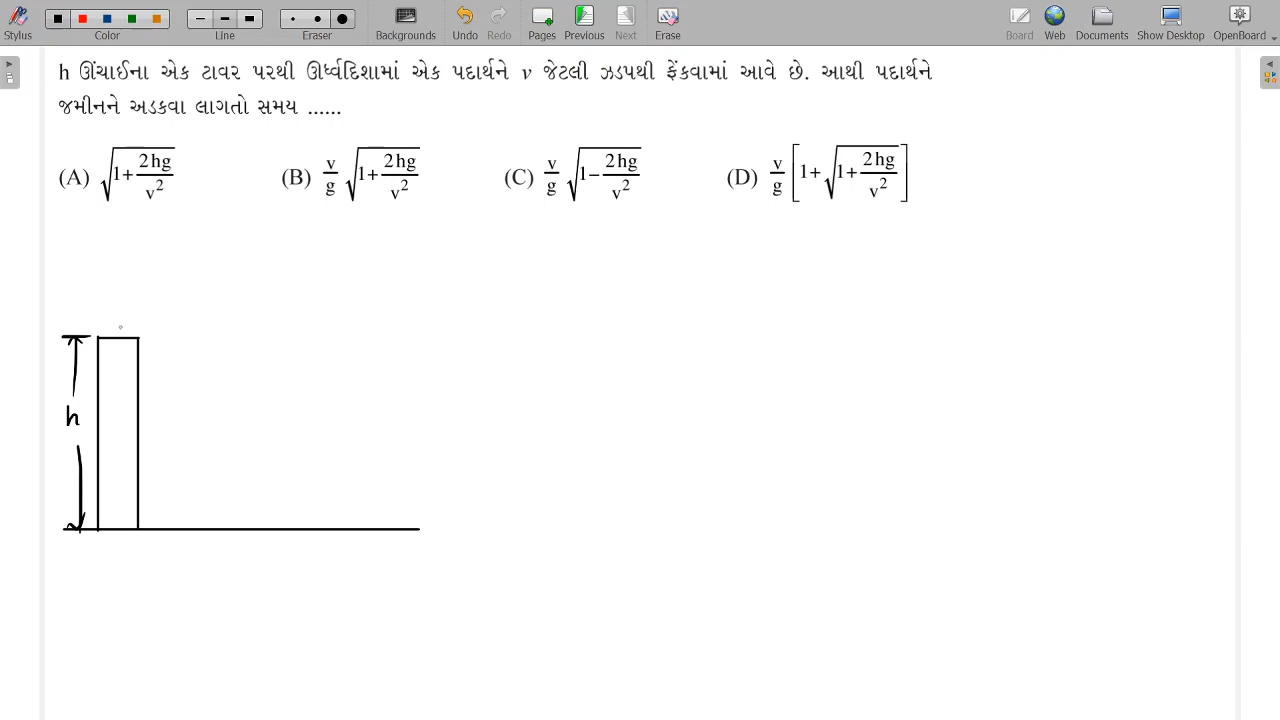 Stylus Color Line Eraser Backgrounds Undo Redo Pages Previous Next Erase Board Web Documents Show Desktop OpenBoard
h ઊંચાઈના એક ટાવર પરથી ઊર્ધ્વદિશામાં એક પદાર્થને v જેટલી ઝડપથી ફેંકવામાં આવે છે. આથી પદાર્થને
જમીનને અડકવા લાગતો સમય ......
(A) √(1+2hg/v²) (B) v/g √(1+2hg/v²) (C) v/g √(1−2hg/v²) (D) v/g [1+√(1+2hg/v²)]
h